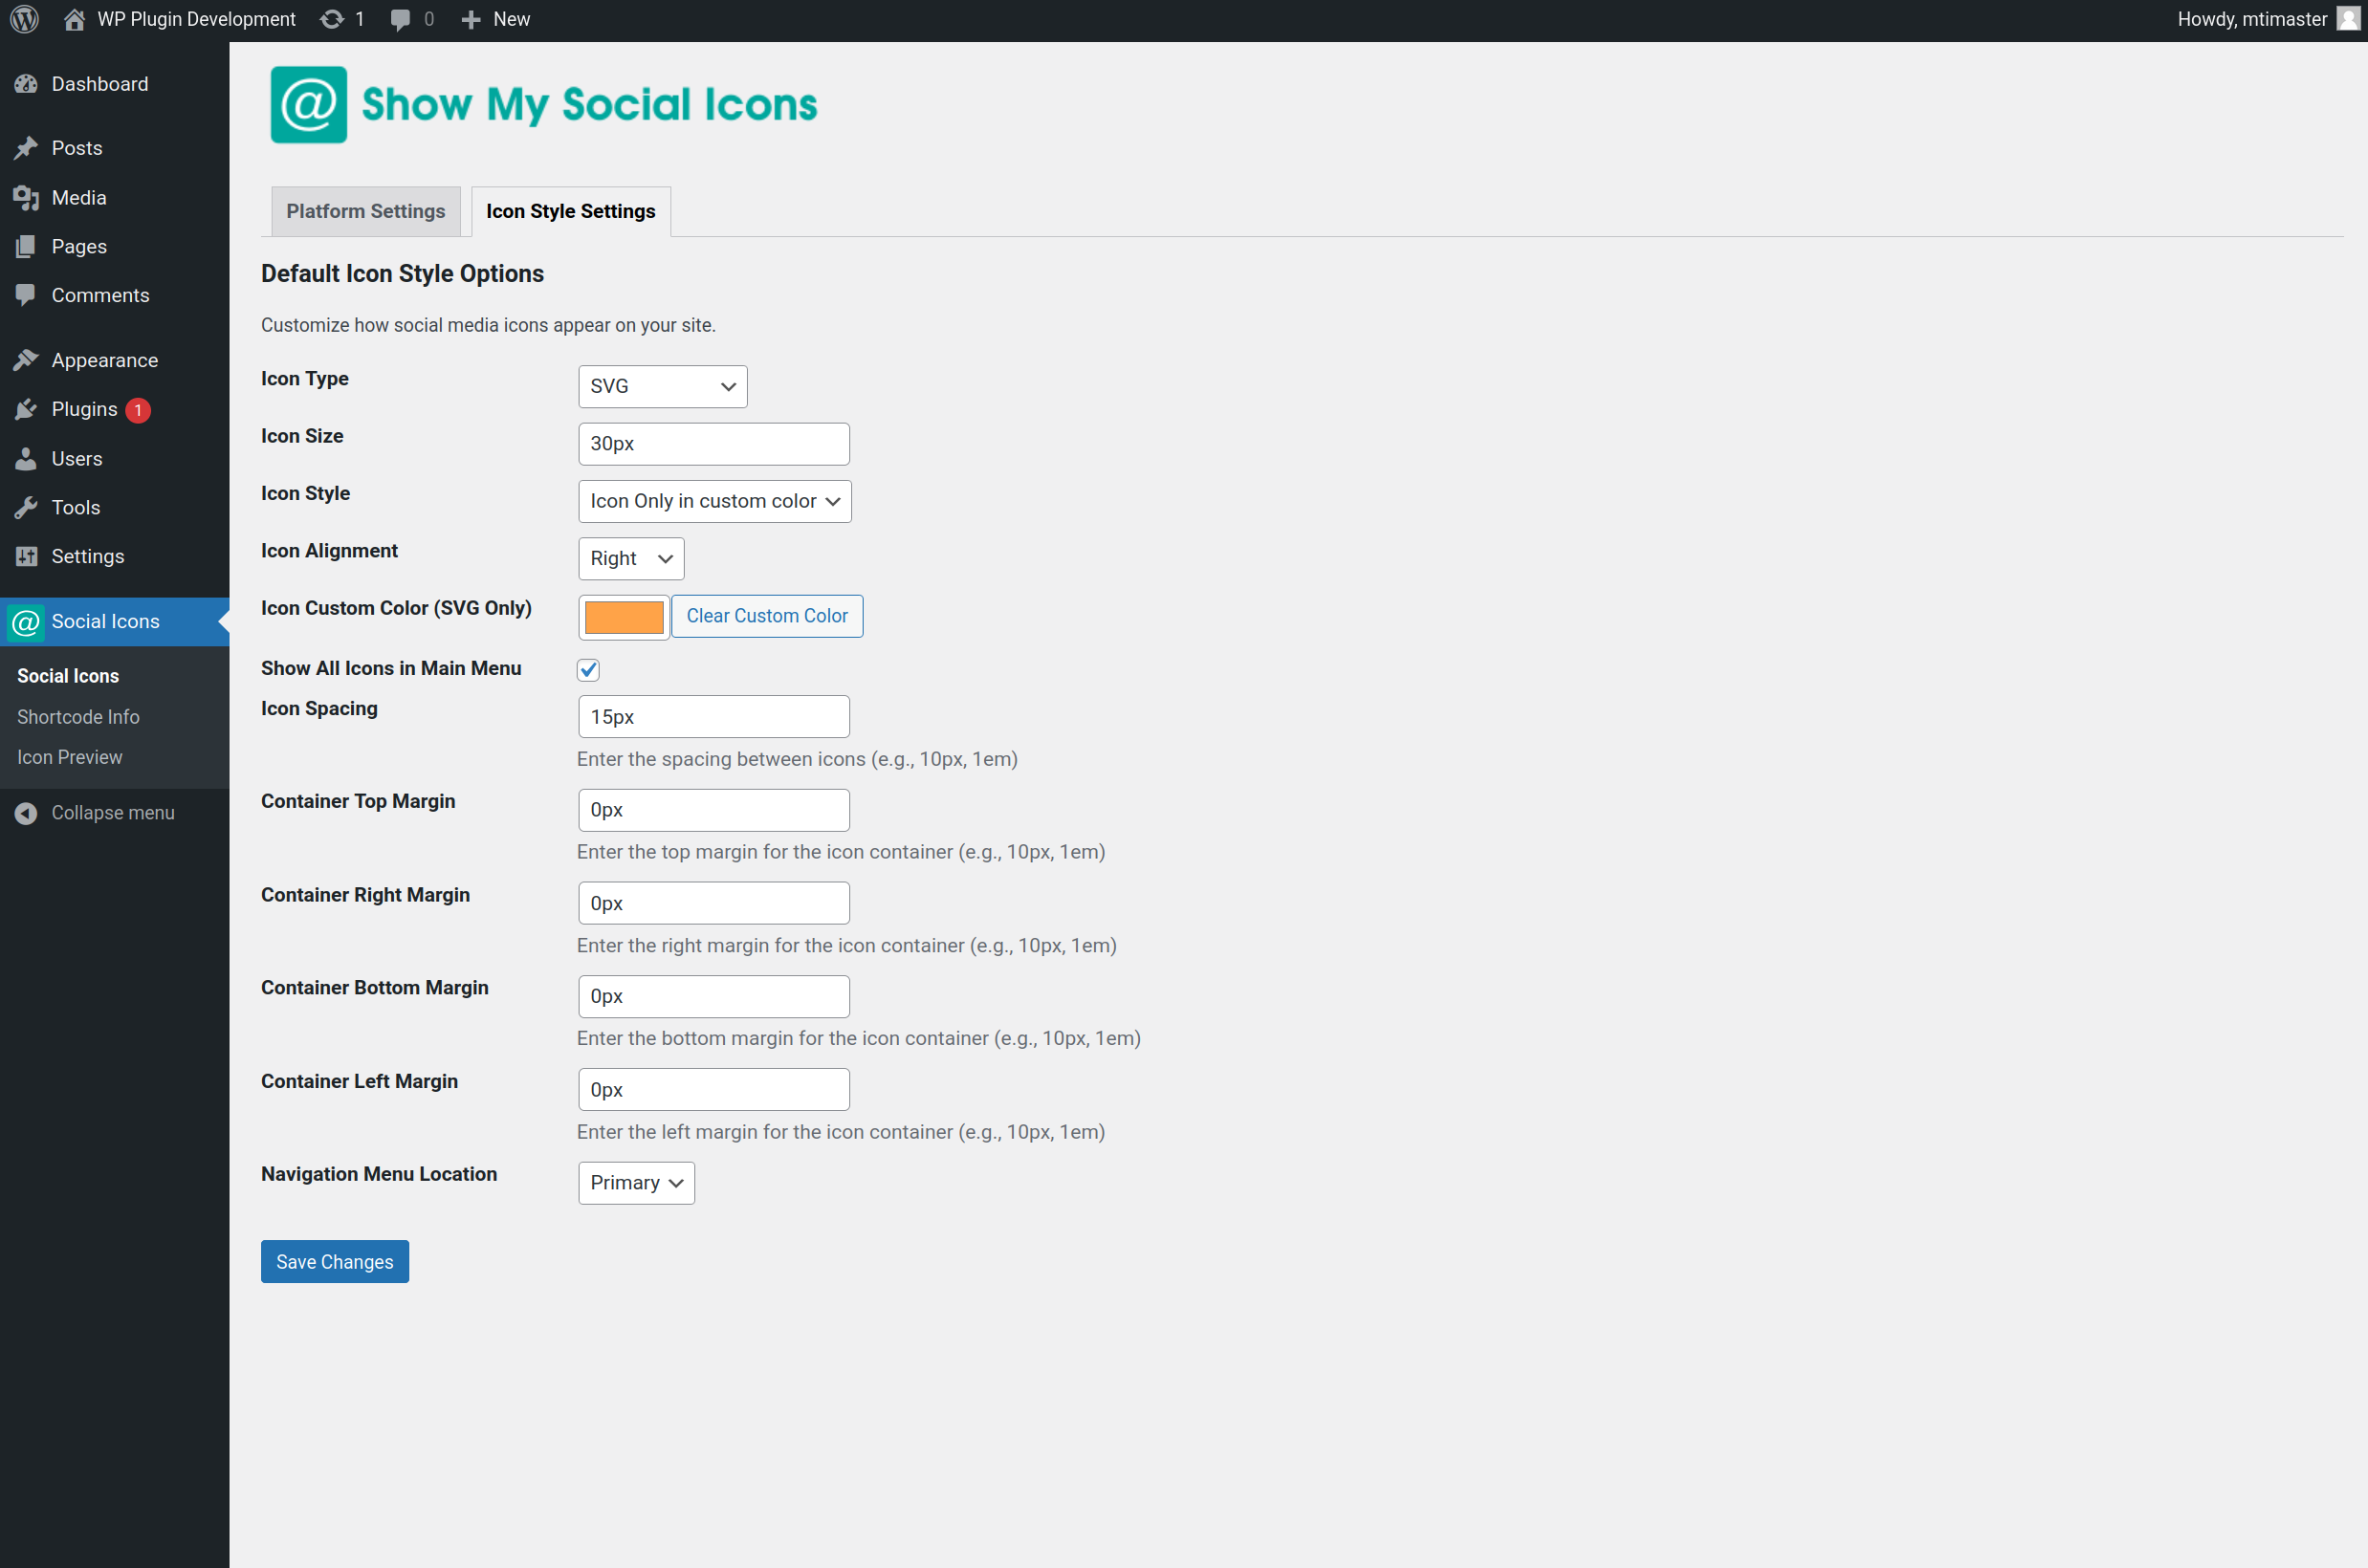 WP Plugin Development 1 0 New Howdy, mtimaster
Dashboard
Posts
Media
Pages
Comments
Appearance
Plugins 1
Users
Tools
Settings
@ Social Icons
Social Icons
Shortcode Info
Icon Preview
Collapse menu
@ Show My Social Icons
Platform Settings Icon Style Settings
Default Icon Style Options
Customize how social media icons appear on your site.
Icon Type SVG
Icon Size 30px
Icon Style Icon Only in custom color
Icon Alignment Right
Icon Custom Color (SVG Only) Clear Custom Color
Show All Icons in Main Menu
Icon Spacing 15px
Enter the spacing between icons (e.g., 10px, 1em)
Container Top Margin 0px
Enter the top margin for the icon container (e.g., 10px, 1em)
Container Right Margin 0px
Enter the right margin for the icon container (e.g., 10px, 1em)
Container Bottom Margin 0px
Enter the bottom margin for the icon container (e.g., 10px, 1em)
Container Left Margin 0px
Enter the left margin for the icon container (e.g., 10px, 1em)
Navigation Menu Location Primary
Save Changes